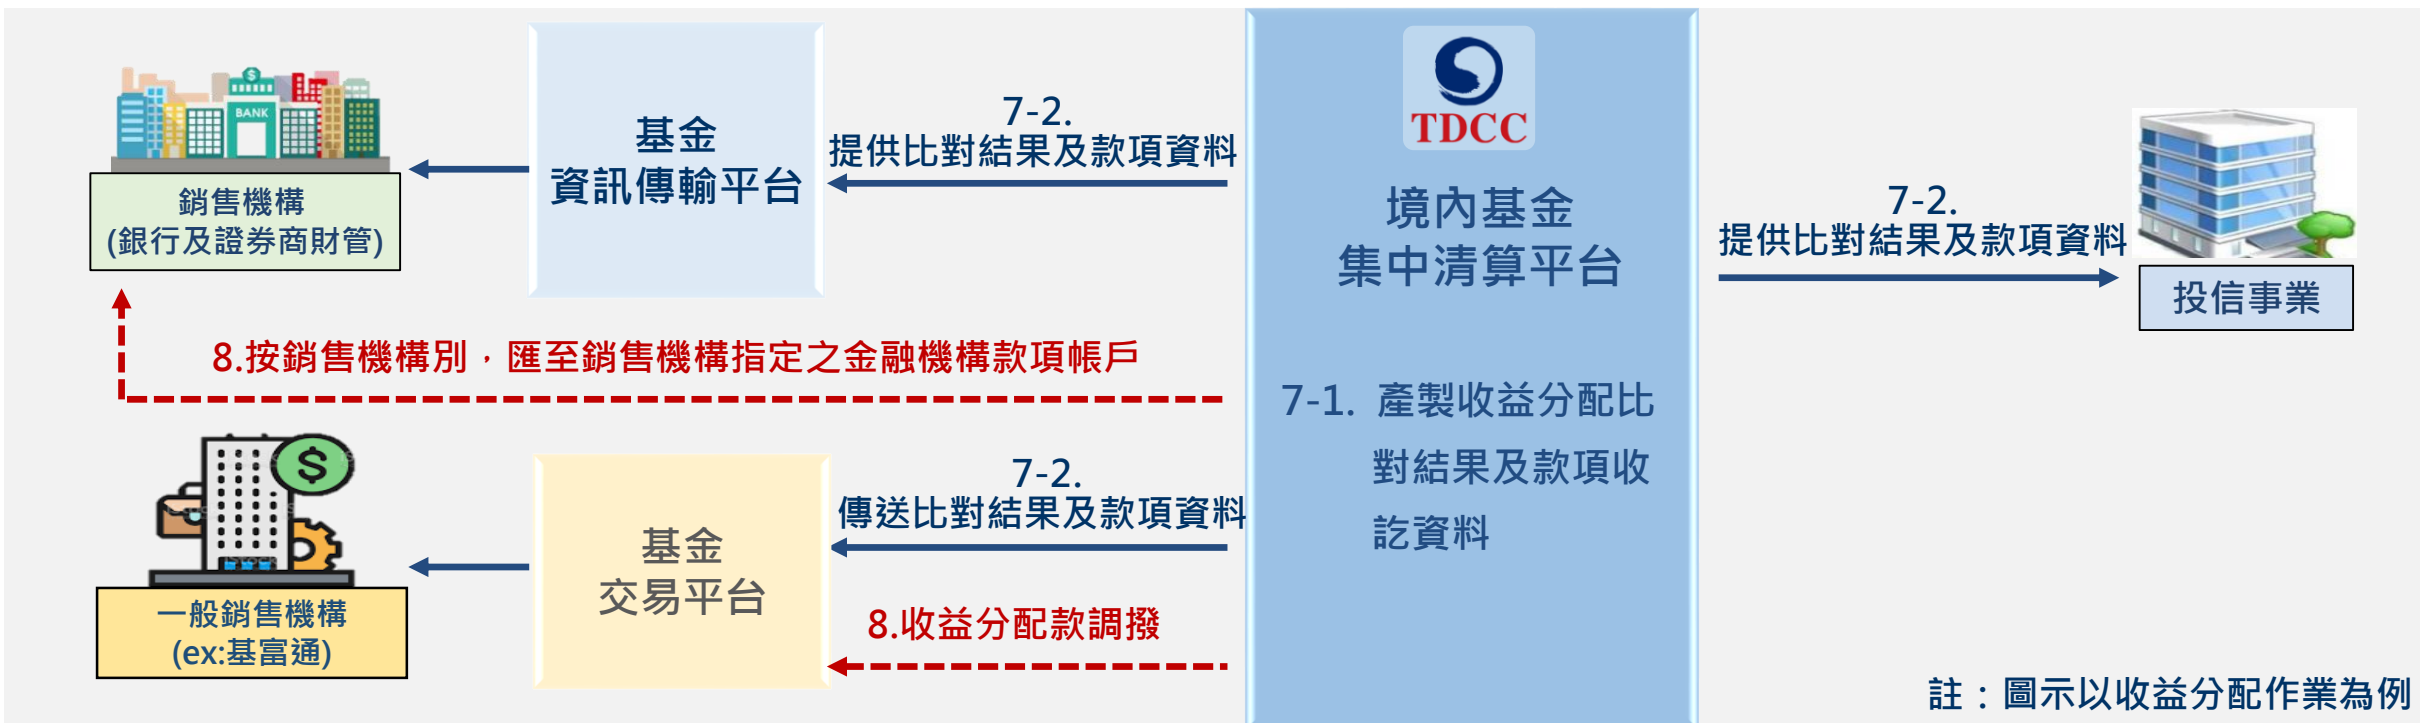 BANK
銷售機構
(銀行及證券商財管)
基金
資訊傳輸平台
7-2.
提供比對結果及款項資料
TDCC
境內基金
集中清算平台
7-1. 產製收益分配比
對結果及款項收
訖資料
7-2.
提供比對結果及款項資料
投信事業
8.按銷售機構別，匯至銷售機構指定之金融機構款項帳戶
一般銷售機構
(ex:基富通)
基金
交易平台
7-2.
傳送比對結果及款項資料
8.收益分配款調撥
註：圖示以收益分配作業為例